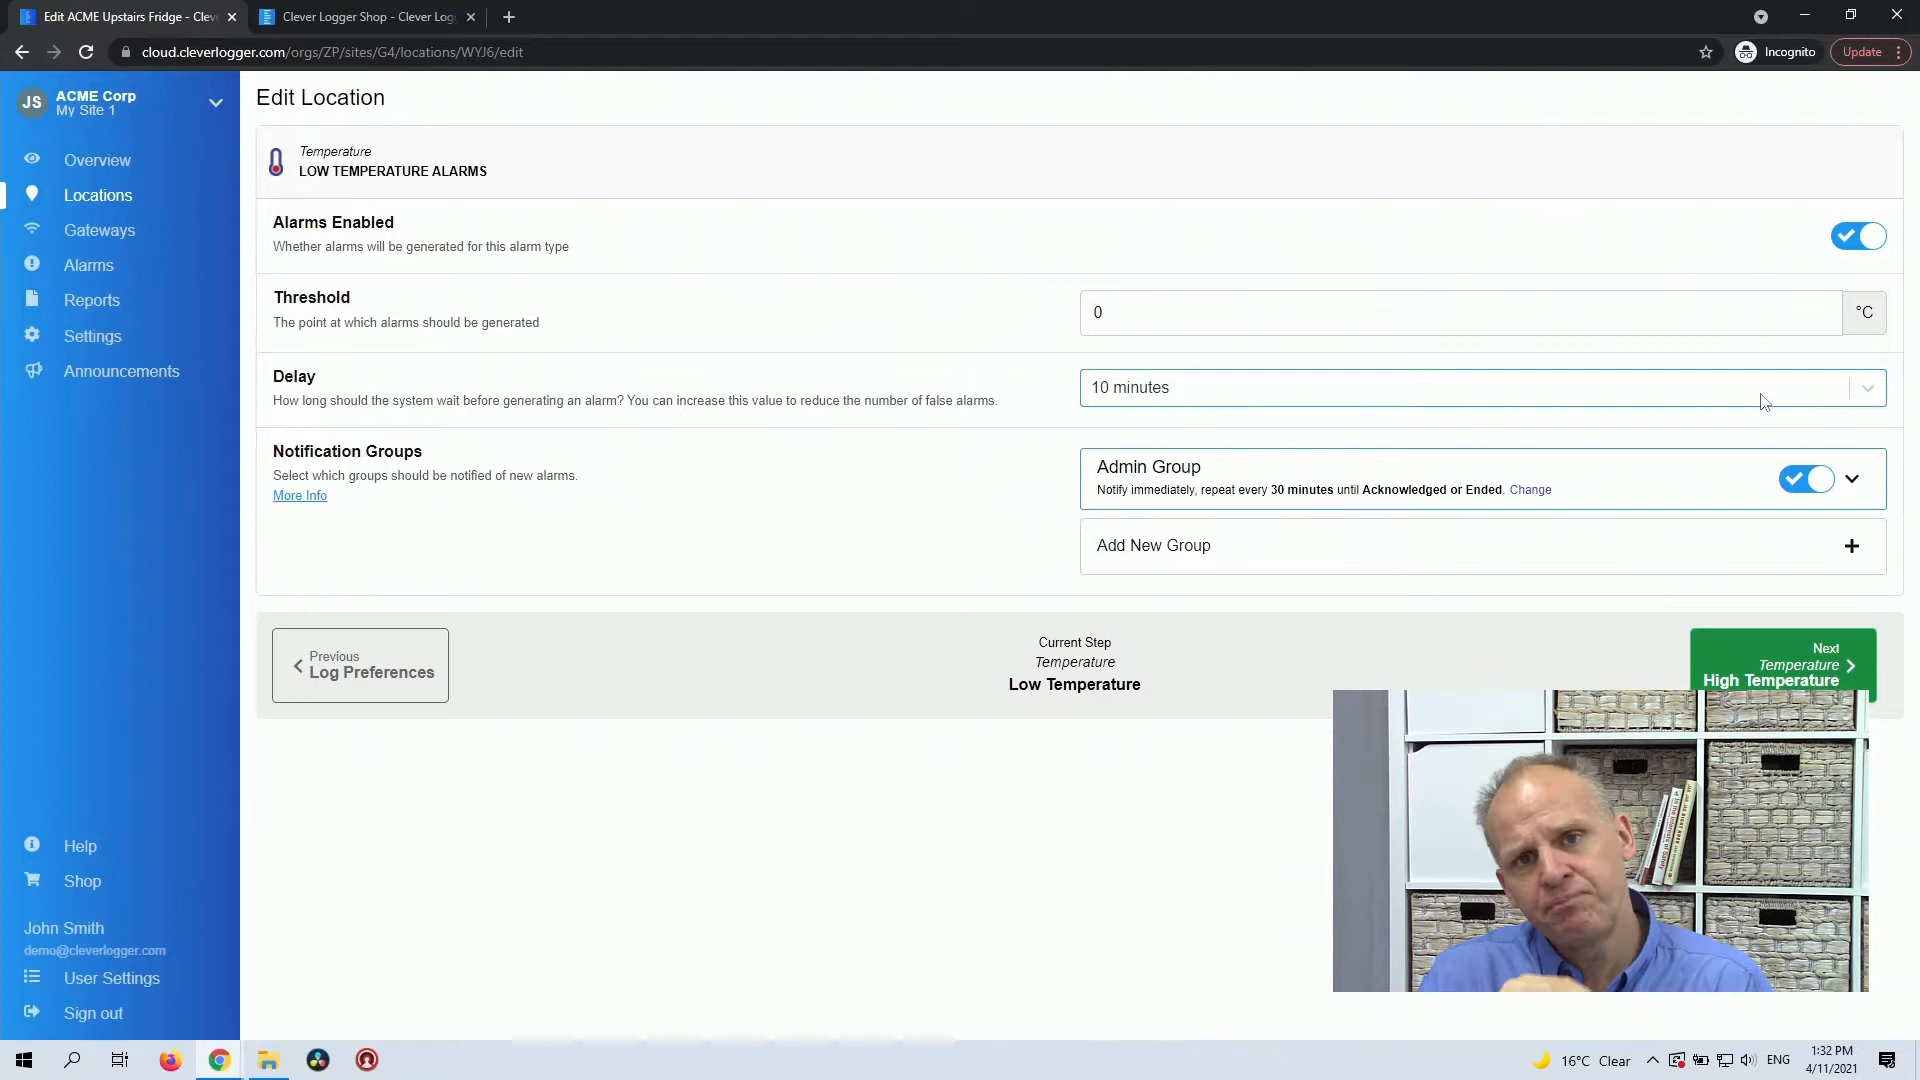 Edit ACME Upstairs Fridge - Clev
Clever Logger Shop - Clever Log
cloud.cleverlogger.com/orgs/ZP/sites/G4/locations/WYJ6/edit
Incognito
Update
JS
ACME Corp
My Site 1
Overview
Locations
Gateways
Alarms
Reports
Settings
Announcements
Help
Shop
John Smith
demo@cleverlogger.com
User Settings
Sign out
Edit Location
Temperature
LOW TEMPERATURE ALARMS
Alarms Enabled
Whether alarms will be generated for this alarm type
Threshold
The point at which alarms should be generated
0
°C
Delay
How long should the system wait before generating an alarm? You can increase this value to reduce the number of false alarms.
10 minutes
Notification Groups
Select which groups should be notified of new alarms.
More Info
Admin Group
Notify immediately, repeat every 30 minutes until Acknowledged or Ended. Change
Add New Group
Previous
Log Preferences
Current Step
Temperature
Low Temperature
Next
Temperature
High Temperature
16°C Clear
ENG
1:32 PM
4/11/2021